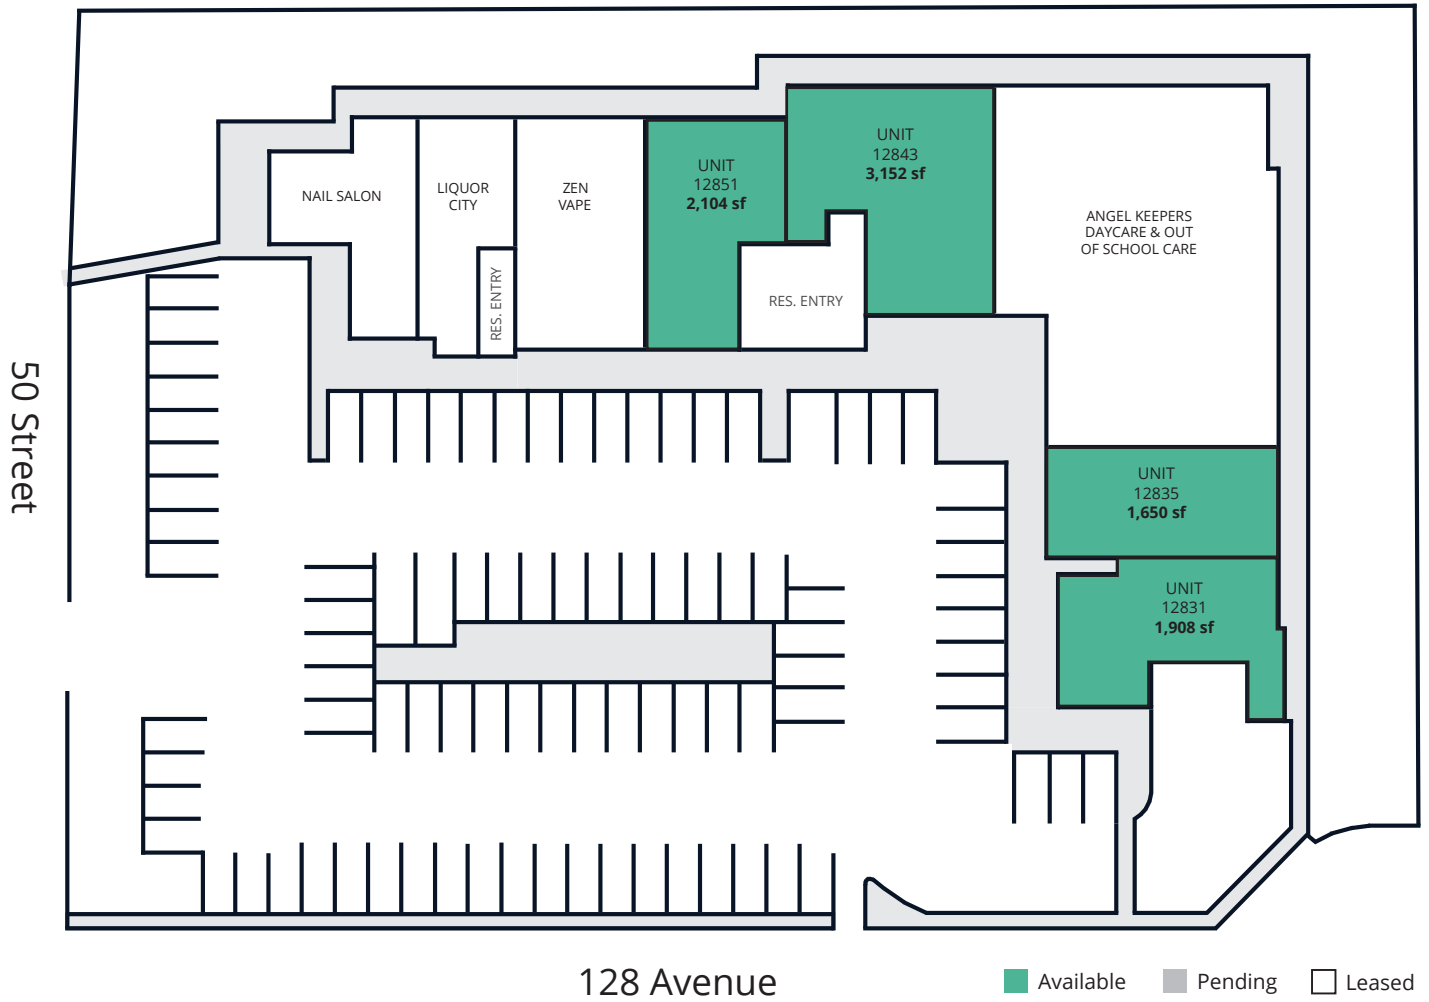 UNIT
12843
3,152 sf
UNIT
12851
2,104 sf
NAIL SALON
LIQUOR
CITY
ZEN
VAPE
ANGEL KEEPERS
DAYCARE & OUT
OF SCHOOL CARE
RES. ENTRY
RES. ENTRY
50 Street
UNIT
12835
1,650 sf
UNIT
12831
1,908 sf
128 Avenue
Available
Pending
Leased